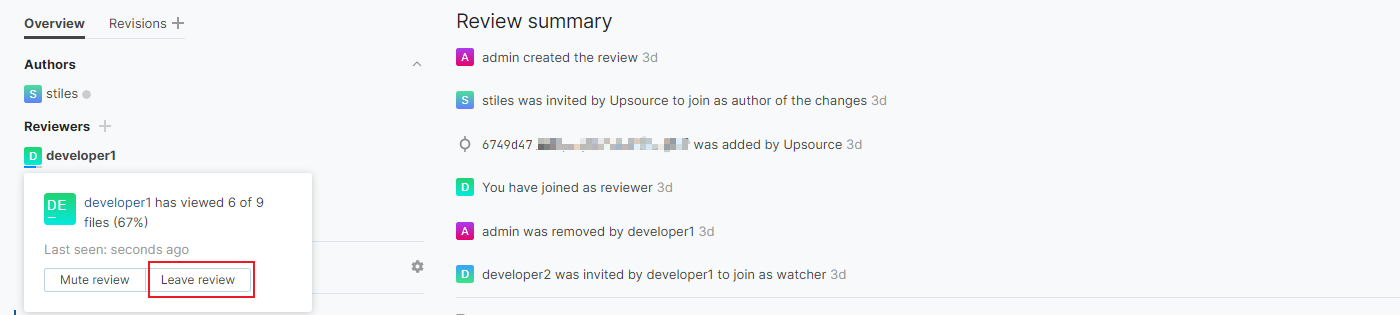 Overview Revisions
Authors
S stiles
Reviewers
D developer1
DE developer1 has viewed 6 of 9
files (67%)
Last seen: seconds ago
Mute review Leave review
Review summary
A admin created the review 3d
S stiles was invited by Upsource to join as author of the changes 3d
6749d47 was added by Upsource 3d
D You have joined as reviewer 3d
A admin was removed by developer1 3d
D developer2 was invited by developer1 to join as watcher 3d